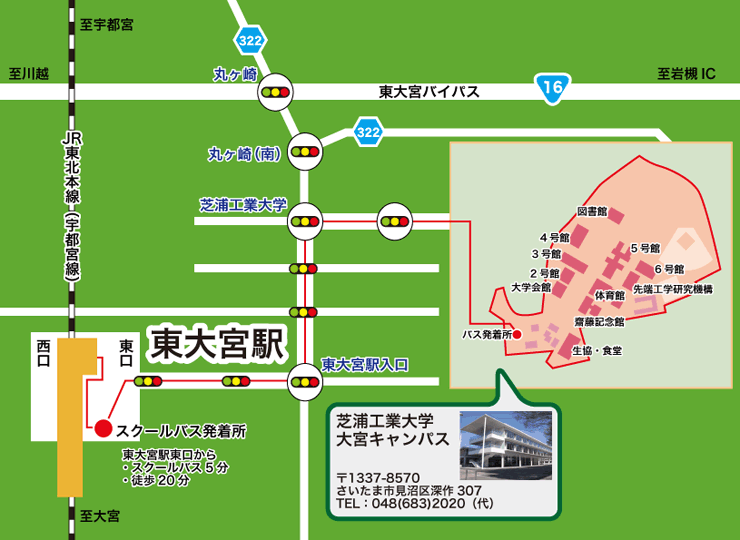 至宇都宮
322
至川越
丸ヶ崎
至岩槻IC
東大宮バイパス
16
322
JR東北本線（宇都宮線）
丸ヶ崎（南）
芝浦工業大学
図書館
4号館
5号館
3号館
6号館
2号館
大学会館
先端工学研究機構
体育館
齋藤記念館
バス発着所
生協・食堂
西口
東口
東大宮駅
東大宮駅入口
スクールバス発着所
東大宮駅東口から
・スクールバス5分
・徒歩20分
至大宮
芝浦工業大学
大宮キャンパス
〒1337-8570
さいたま市見沼区深作307
TEL：048(683)2020（代）